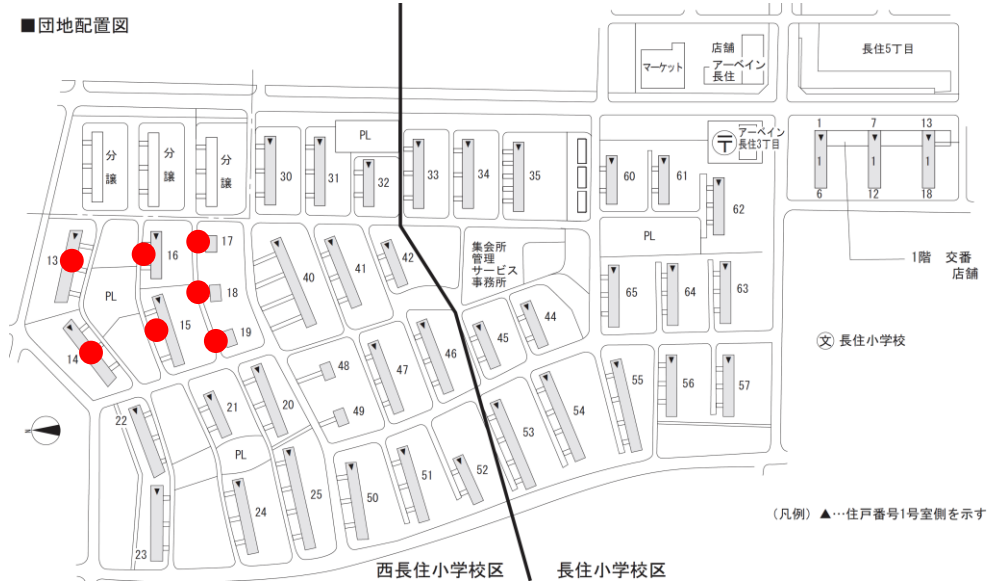 ■団地配置図
マーケット
店舗
アーベイン
長住
長住5丁目
分譲
分譲
分譲
30
31
PL
32
33
34
35
60
61
〒
アーベイン
長住3丁目
62
1
7
13
1
1
1
6
12
18
1階 交番
店舗
13
16
17
PL
18
15
19
14
40
41
42
集会所
管理
サービス
事務所
PL
65
64
63
44
45
46
47
48
49
文 長住小学校
22
21
20
PL
23
24
25
50
51
52
53
54
55
56
57
(凡例) ▲…住戸番号1号室側を示す
西長住小学校区
長住小学校区